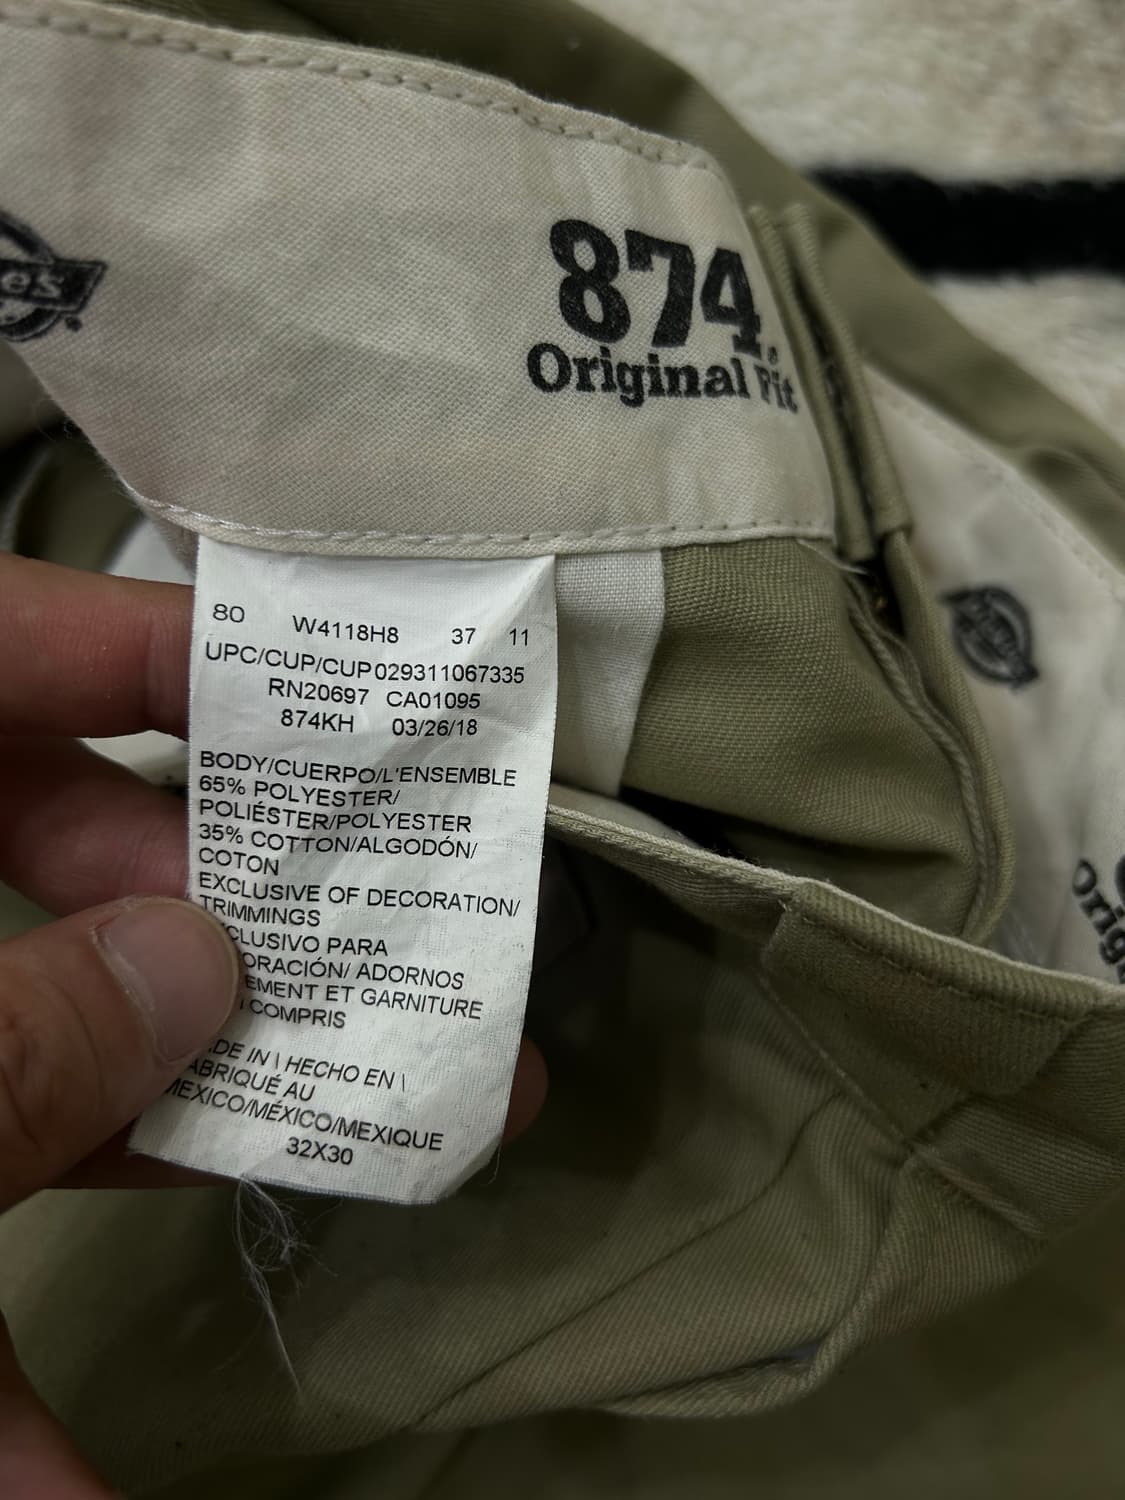 874
Original Fit
80 W4118H8 37 11
UPC/CUP/CUP 029311067335
RN20697 CA01095
874KH 03/26/18
BODY/CUERPO/L'ENSEMBLE
65% POLYESTER/
POLIÉSTER/POLYESTER
35% COTTON/ALGODÓN/
COTON
EXCLUSIVE OF DECORATION/
TRIMMINGS
CLUSIVO PARA
ORACIÓN/ ADORNOS
EMENT ET GARNITURE
COMPRIS
DE IN \ HECHO EN \
ABRIQUÉ AU
MEXICO/MÉXICO/MEXIQUE
32X30